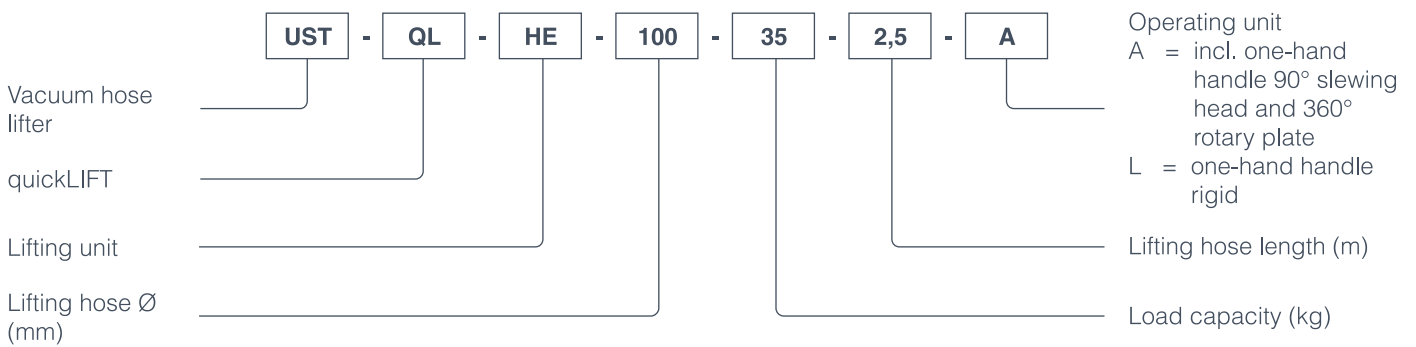 UST - QL - HE - 100 - 35 - 2,5 - A
Vacuum hose
lifter
quickLIFT
Lifting unit
Lifting hose Ø
(mm)
Operating unit
A = incl. one-hand
handle 90° slewing
head and 360°
rotary plate
L = one-hand handle
rigid
Lifting hose length (m)
Load capacity (kg)